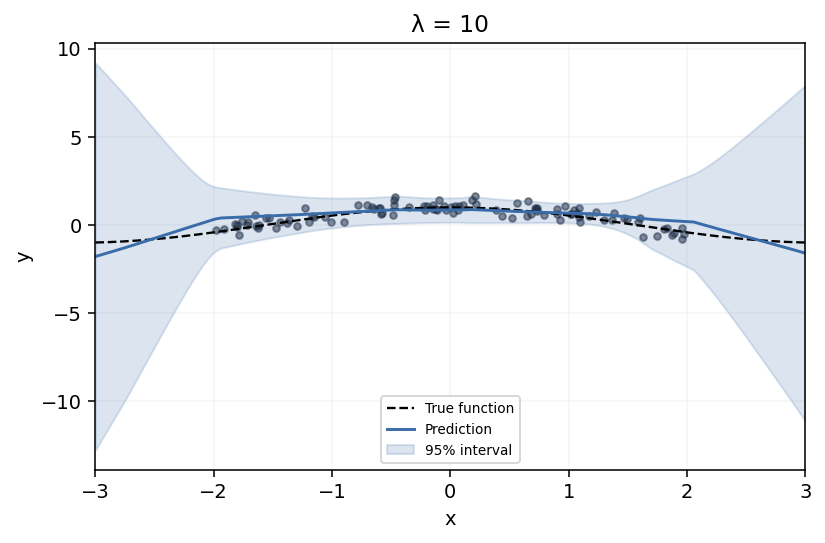 λ = 10
10
5
0
−5
−10
y
−3
−2
−1
0
1
2
3
x
True function
Prediction
95% interval